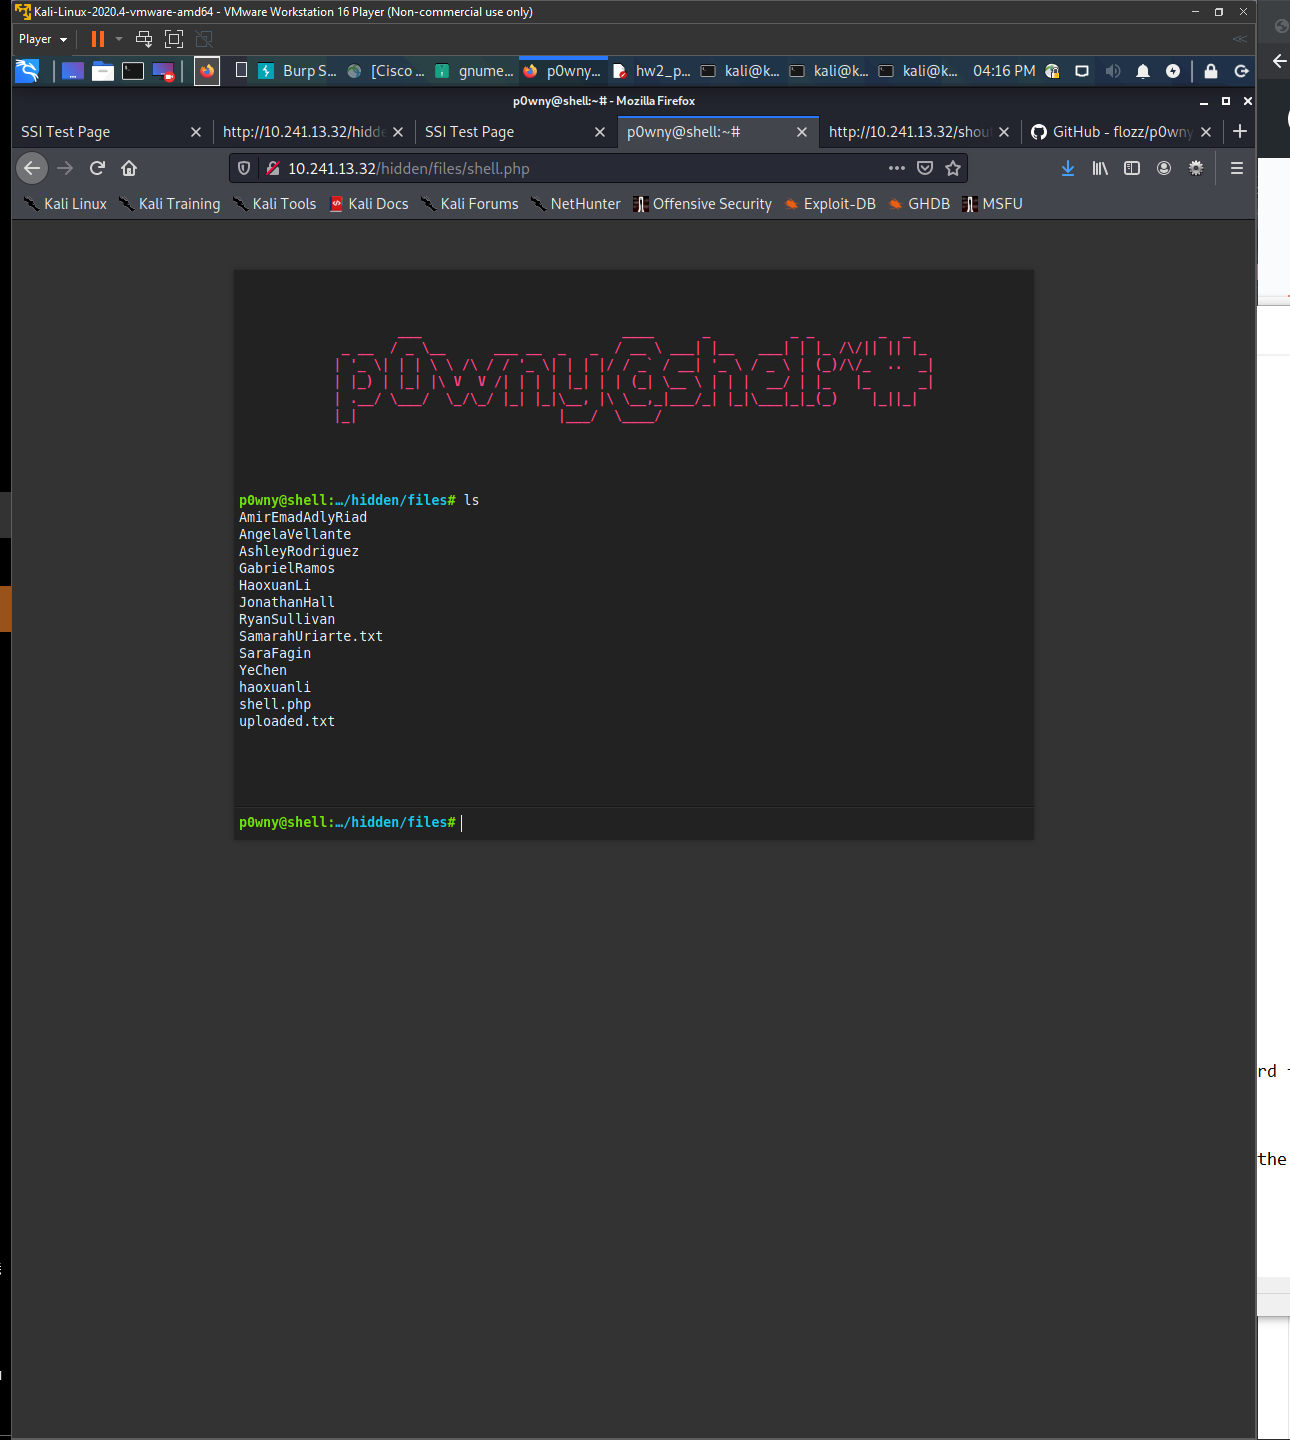 Kali-Linux-2020.4-vmware-amd64 - VMware Workstation 16 Player (Non-commercial use only)
Player
Burp S... [Cisco ... gnume... p0wny... hw2_p... kali@k... kali@k... kali@k... 04:16 PM
p0wny@shell:~# - Mozilla Firefox
SSI Test Page http://10.241.13.32/hidde SSI Test Page p0wny@shell:~# http://10.241.13.32/shou GitHub - flozz/p0wny
10.241.13.32/hidden/files/shell.php
Kali Linux Kali Training Kali Tools Kali Docs Kali Forums NetHunter Offensive Security Exploit-DB GHDB MSFU
p0wny@shell:~#
p0wny@shell:…/hidden/files# ls
AmirEmadAdlyRiad
AngelaVellante
AshleyRodriguez
GabrielRamos
HaoxuanLi
JonathanHall
RyanSullivan
SamarahUriarte.txt
SaraFagin
YeChen
haoxuanli
shell.php
uploaded.txt
p0wny@shell:…/hidden/files#
rd
the